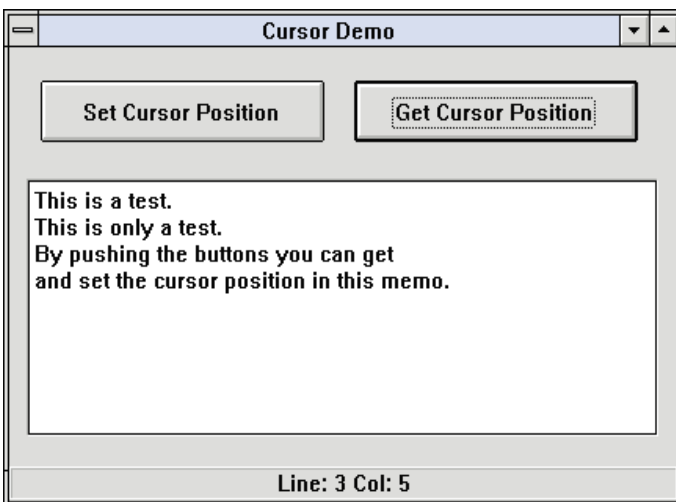 Cursor Demo
Set Cursor Position
Get Cursor Position
This is a test.
This is only a test.
By pushing the buttons you can get
and set the cursor position in this memo.
Line: 3 Col: 5